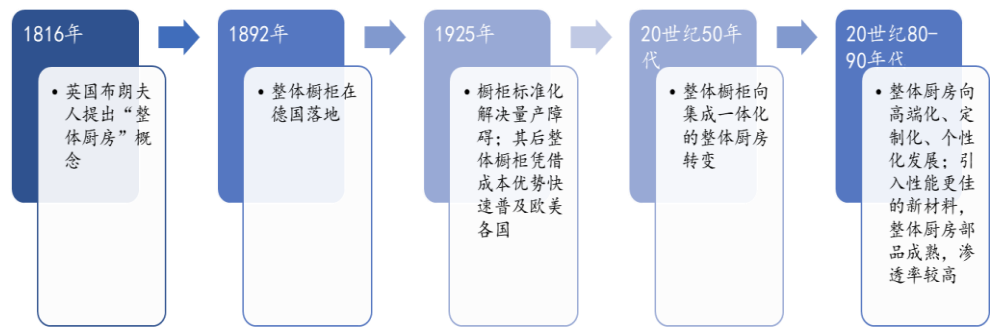 1816年
• 英国布朗夫
人提出“整
体厨房”概
念
1892年
• 整体橱柜在
德国落地
1925年
• 橱柜标准化
解决量产障
碍；其后整
体橱柜凭借
成本优势快
速普及欧美
各国
20世纪50年
代
• 整体橱柜向
集成一体化
的整体厨房
转变
20世纪80-
90年代
• 整体厨房向
高端化、定
制化、个性
化发展；引
入性能更佳
的新材料，
整体厨房部
品成熟，渗
透率较高